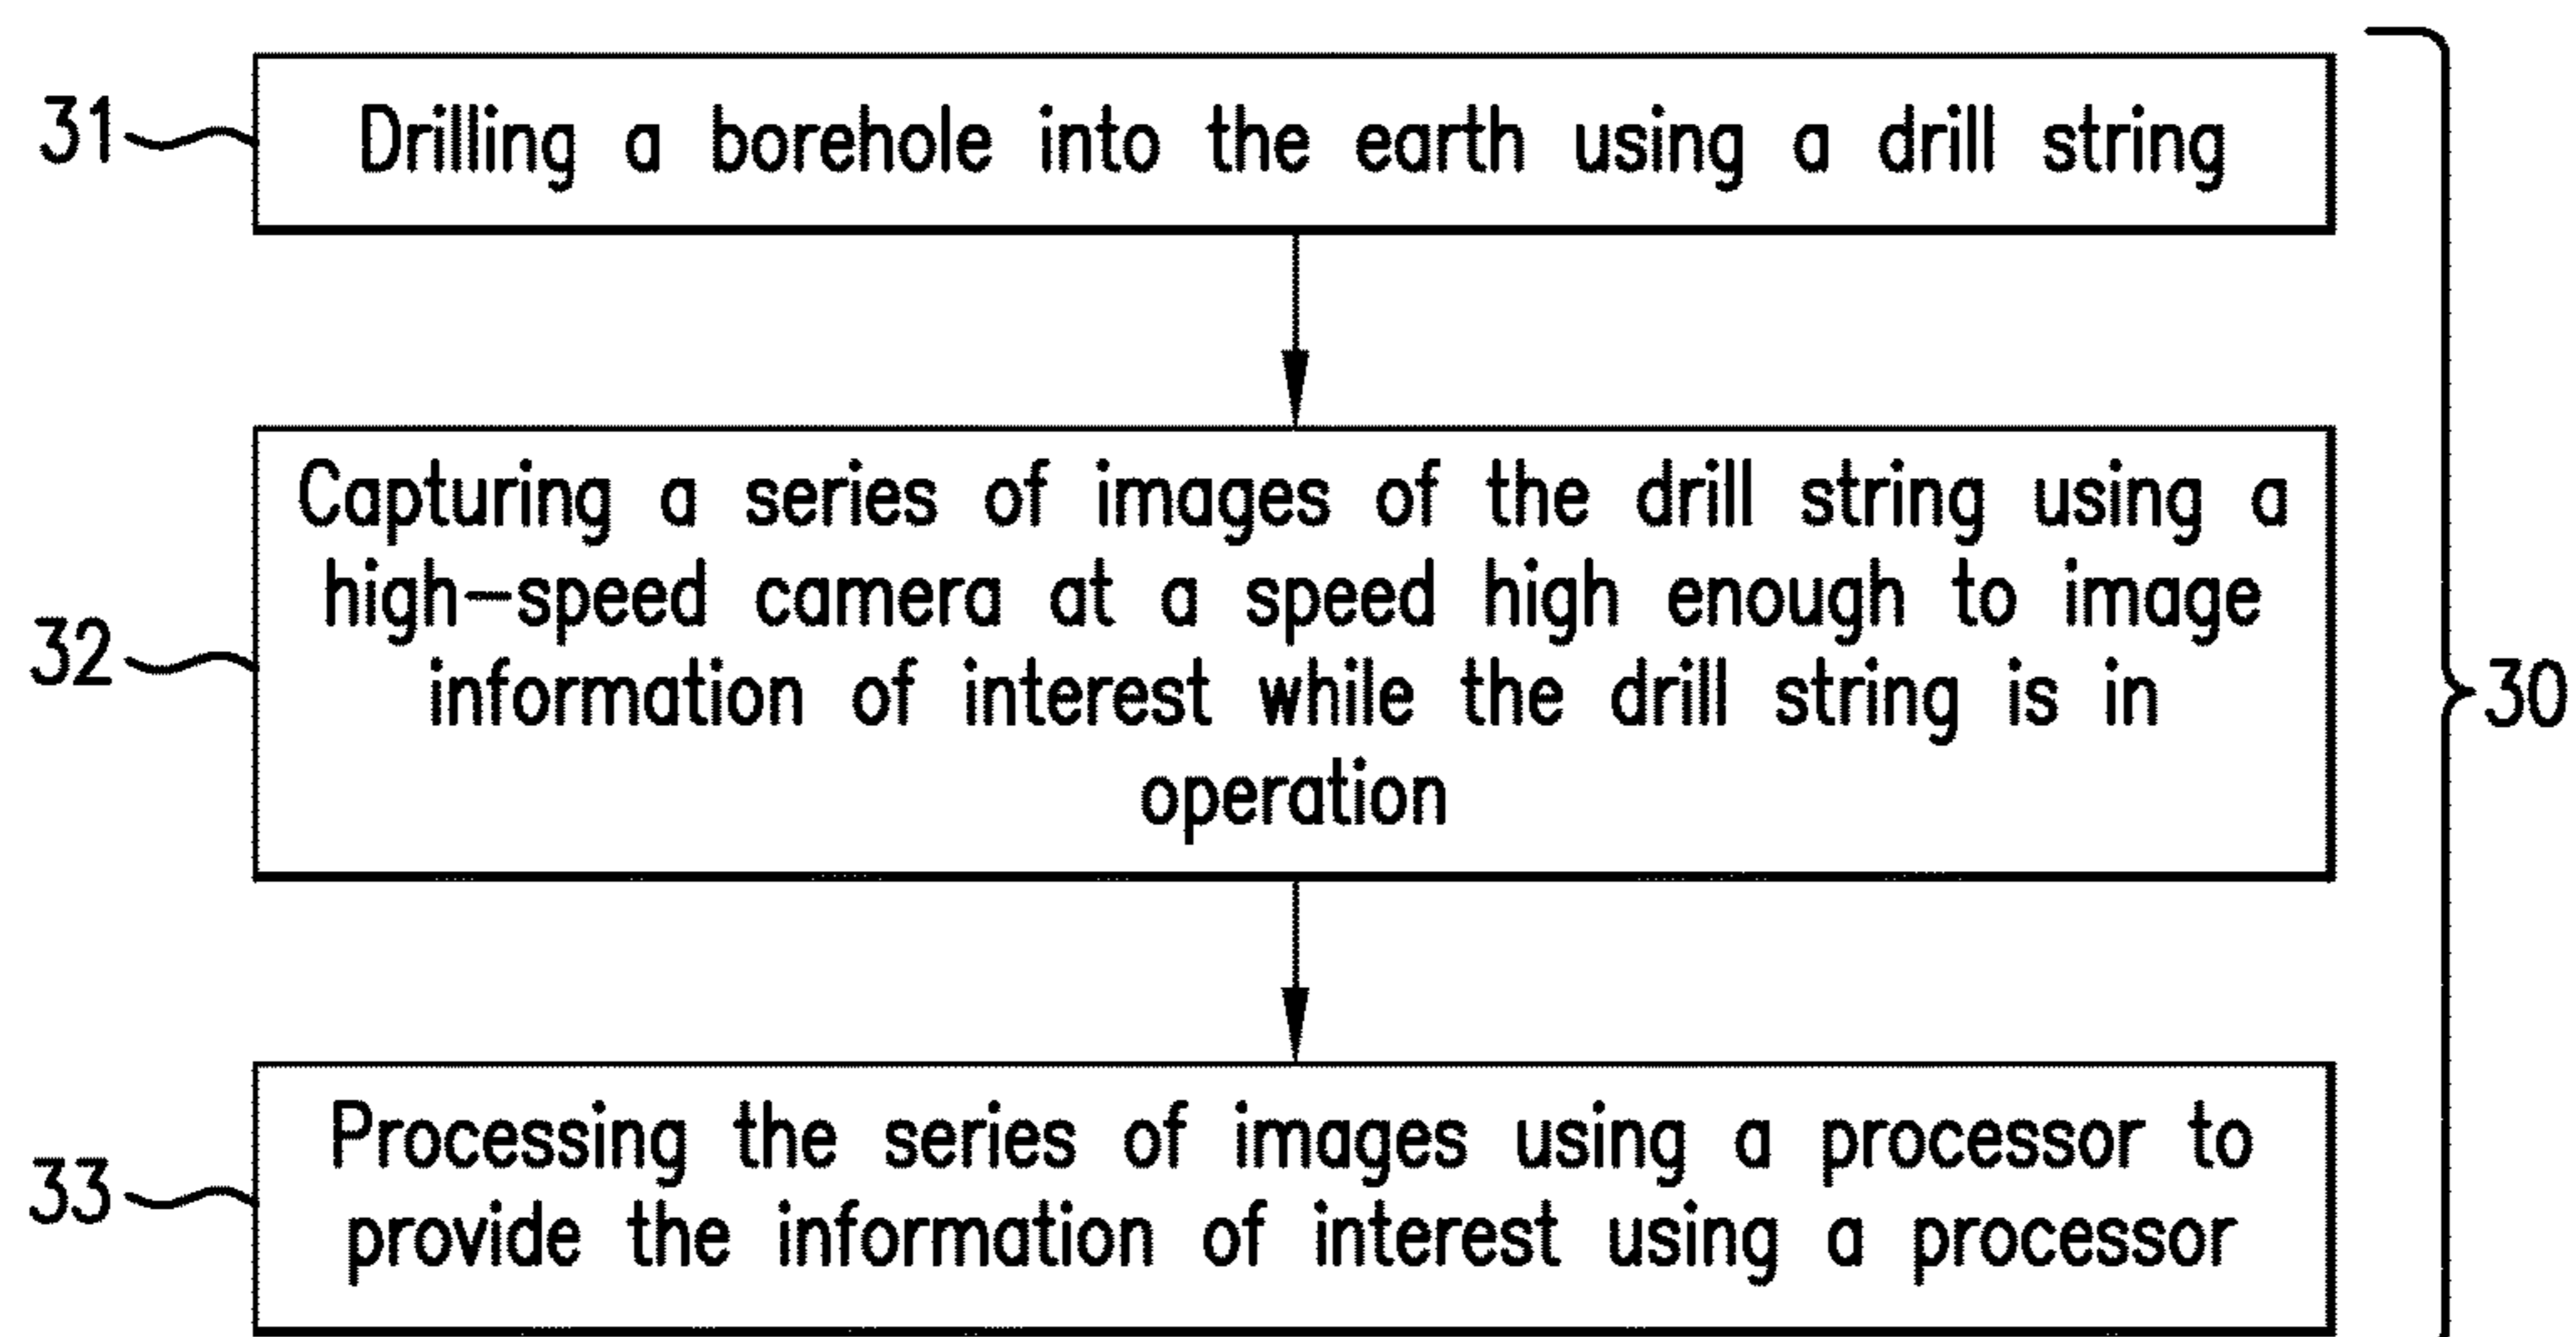 31
Drilling a borehole into the earth using a drill string
32
Capturing a series of images of the drill string using a
high-speed camera at a speed high enough to image
information of interest while the drill string is in
operation
30
33
Processing the series of images using a processor to
provide the information of interest using a processor